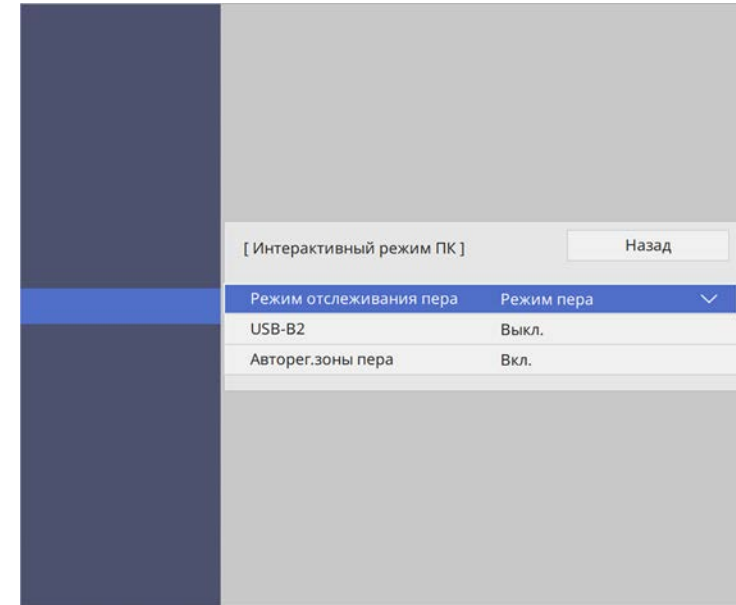 [ Интерактивный режим ПК ] Назад
Режим отслеживания пера Режим пера
USB-B2 Выкл.
Авторег.зоны пера Вкл.